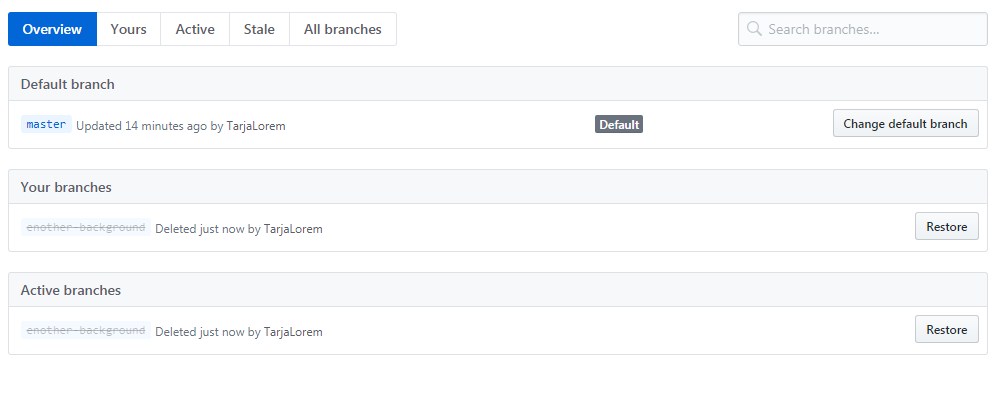 Overview Yours Active Stale All branches Search branches...
Default branch
master Updated 14 minutes ago by TarjaLorem Default Change default branch
Your branches
enother-background Deleted just now by TarjaLorem Restore
Active branches
enother-background Deleted just now by TarjaLorem Restore